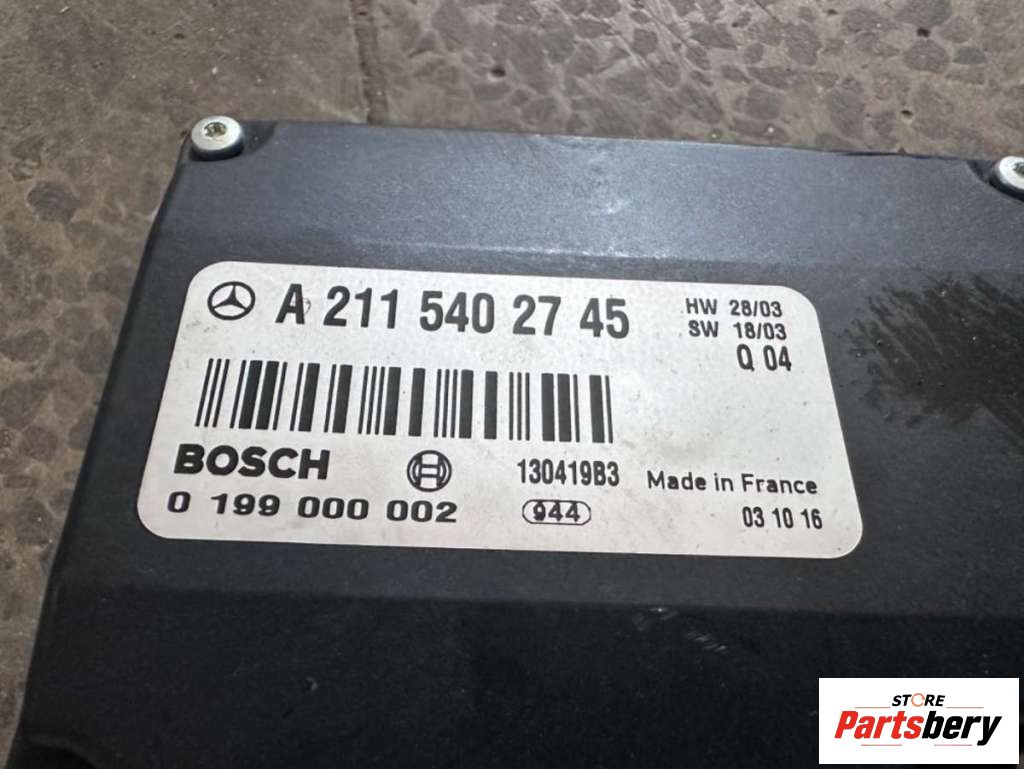 A 211 540 27 45
HW 28/03
SW 18/03
Q 04
BOSCH
130419B3
Made in France
0 199 000 002
944
03 10 16
STORE
Partsbery